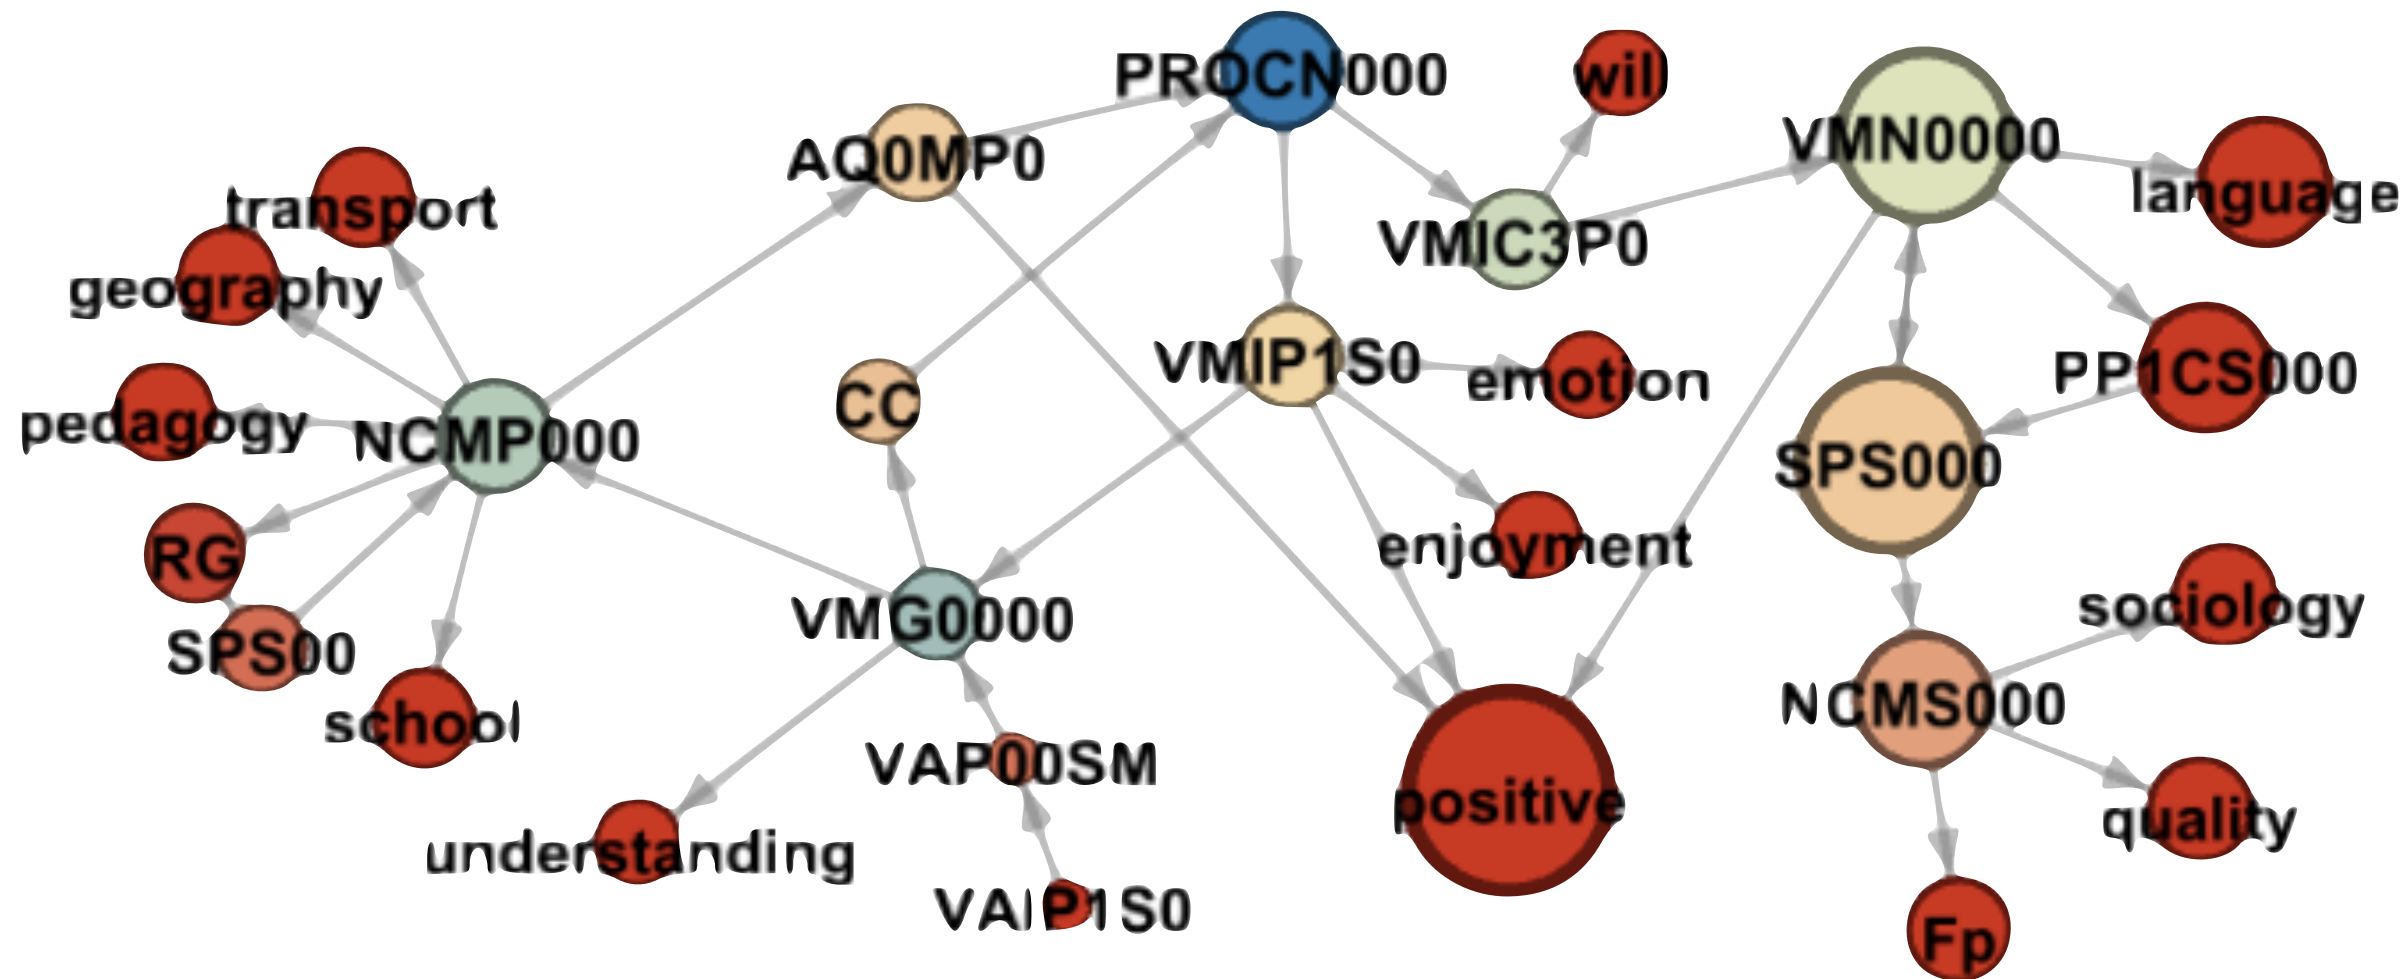 PROCN000
will
VMN0000
AQ0MP0
language
transport
VMIC3P0
geography
VMIP1S0
emotion
PP1CS000
CC
pedagogy
NCMP000
SPS000
enjoyment
RG
sociology
VMG0000
SPS00
NCMS000
school
VAP00SM
positive
quality
understanding
VAIP1S0
Fp